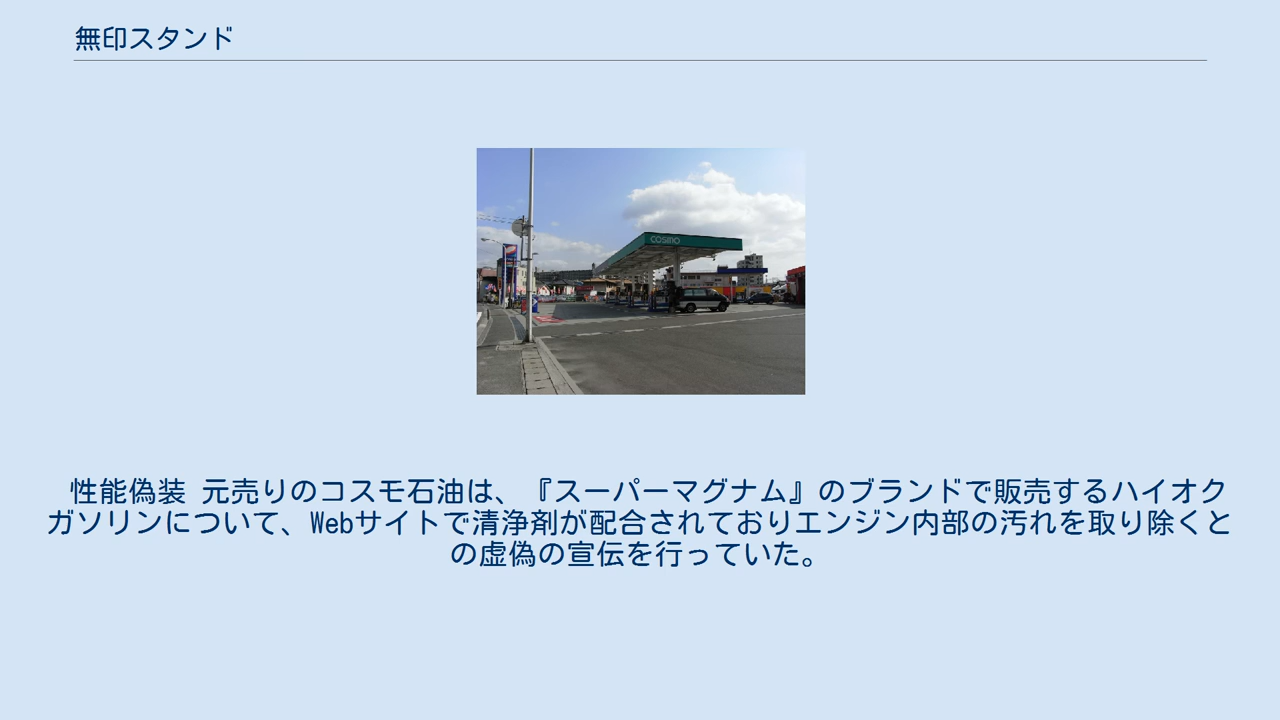 無印スタンド
COSMO
性能偽装 元売りのコスモ石油は、『スーパーマグナム』のブランドで販売するハイオク
ガソリンについて、Webサイトで清浄剤が配合されておりエンジン内部の汚れを取り除くと
の虚偽の宣伝を行っていた。